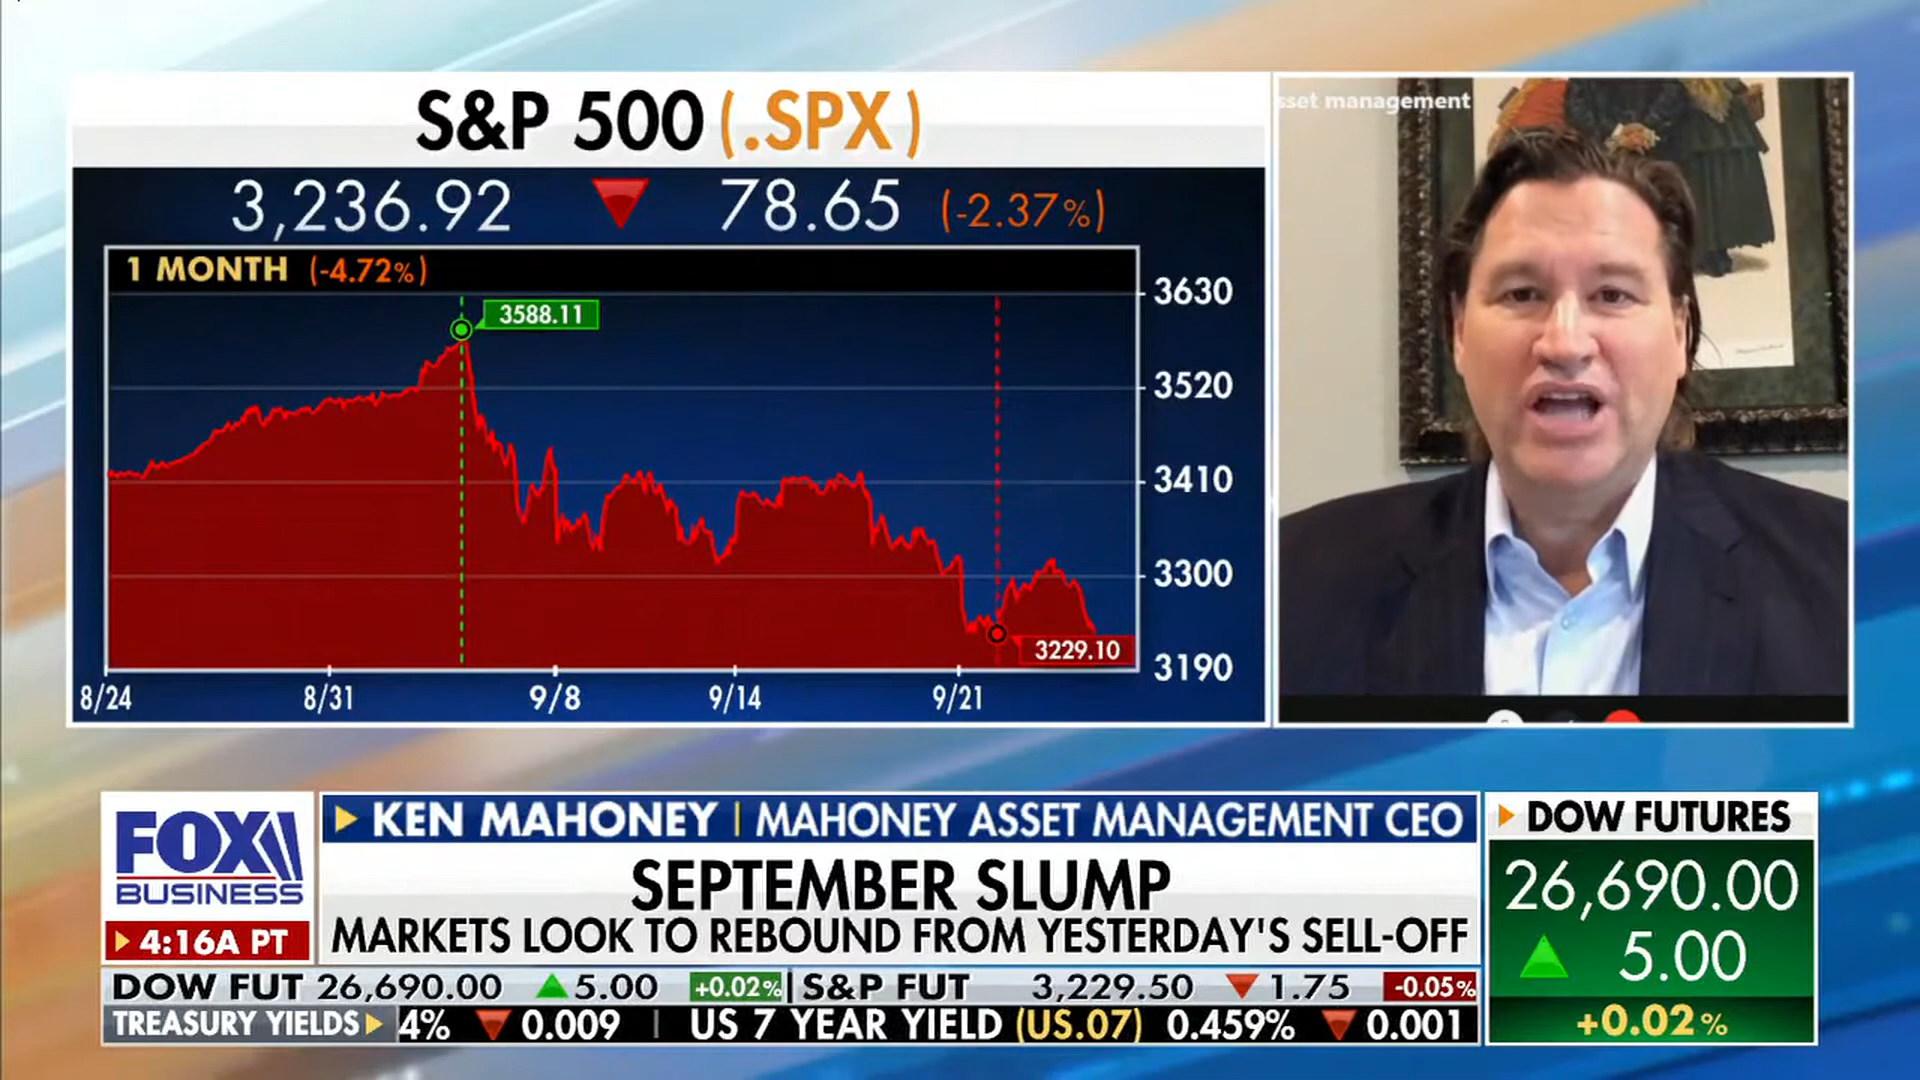 S&P 500 (.SPX)
sset management
3,236.92 78.65 (-2.37%)
1 MONTH (-4.72%)
3588.11
3630
3520
3410
3300
3229.10
3190
8/24 8/31 9/8 9/14 9/21
FOX
BUSINESS
4:16A PT
KEN MAHONEY | MAHONEY ASSET MANAGEMENT CEO
SEPTEMBER SLUMP
MARKETS LOOK TO REBOUND FROM YESTERDAY'S SELL-OFF
DOW FUTURES
26,690.00
5.00
+0.02%
DOW FUT 26,690.00 5.00 +0.02% | S&P FUT 3,229.50 1.75 -0.05%
TREASURY YIELDS 4% 0.009 | US 7 YEAR YIELD (US.07) 0.459% 0.001